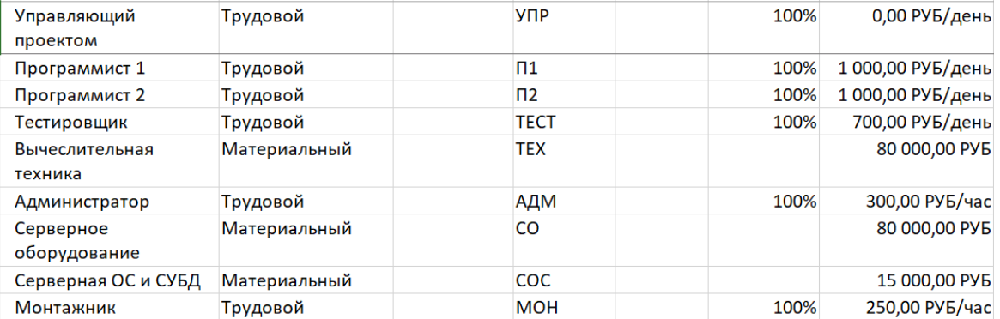 Управляющий проектом Трудовой УПР 100% 0,00 РУБ/день
Программист 1 Трудовой П1 100% 1 000,00 РУБ/день
Программист 2 Трудовой П2 100% 1 000,00 РУБ/день
Тестировщик Трудовой ТЕСТ 100% 700,00 РУБ/день
Вычеслительная техника Материальный ТЕХ 80 000,00 РУБ
Администратор Трудовой АДМ 100% 300,00 РУБ/час
Серверное оборудование Материальный СО 80 000,00 РУБ
Серверная ОС и СУБД Материальный СОС 15 000,00 РУБ
Монтажник Трудовой МОН 100% 250,00 РУБ/час